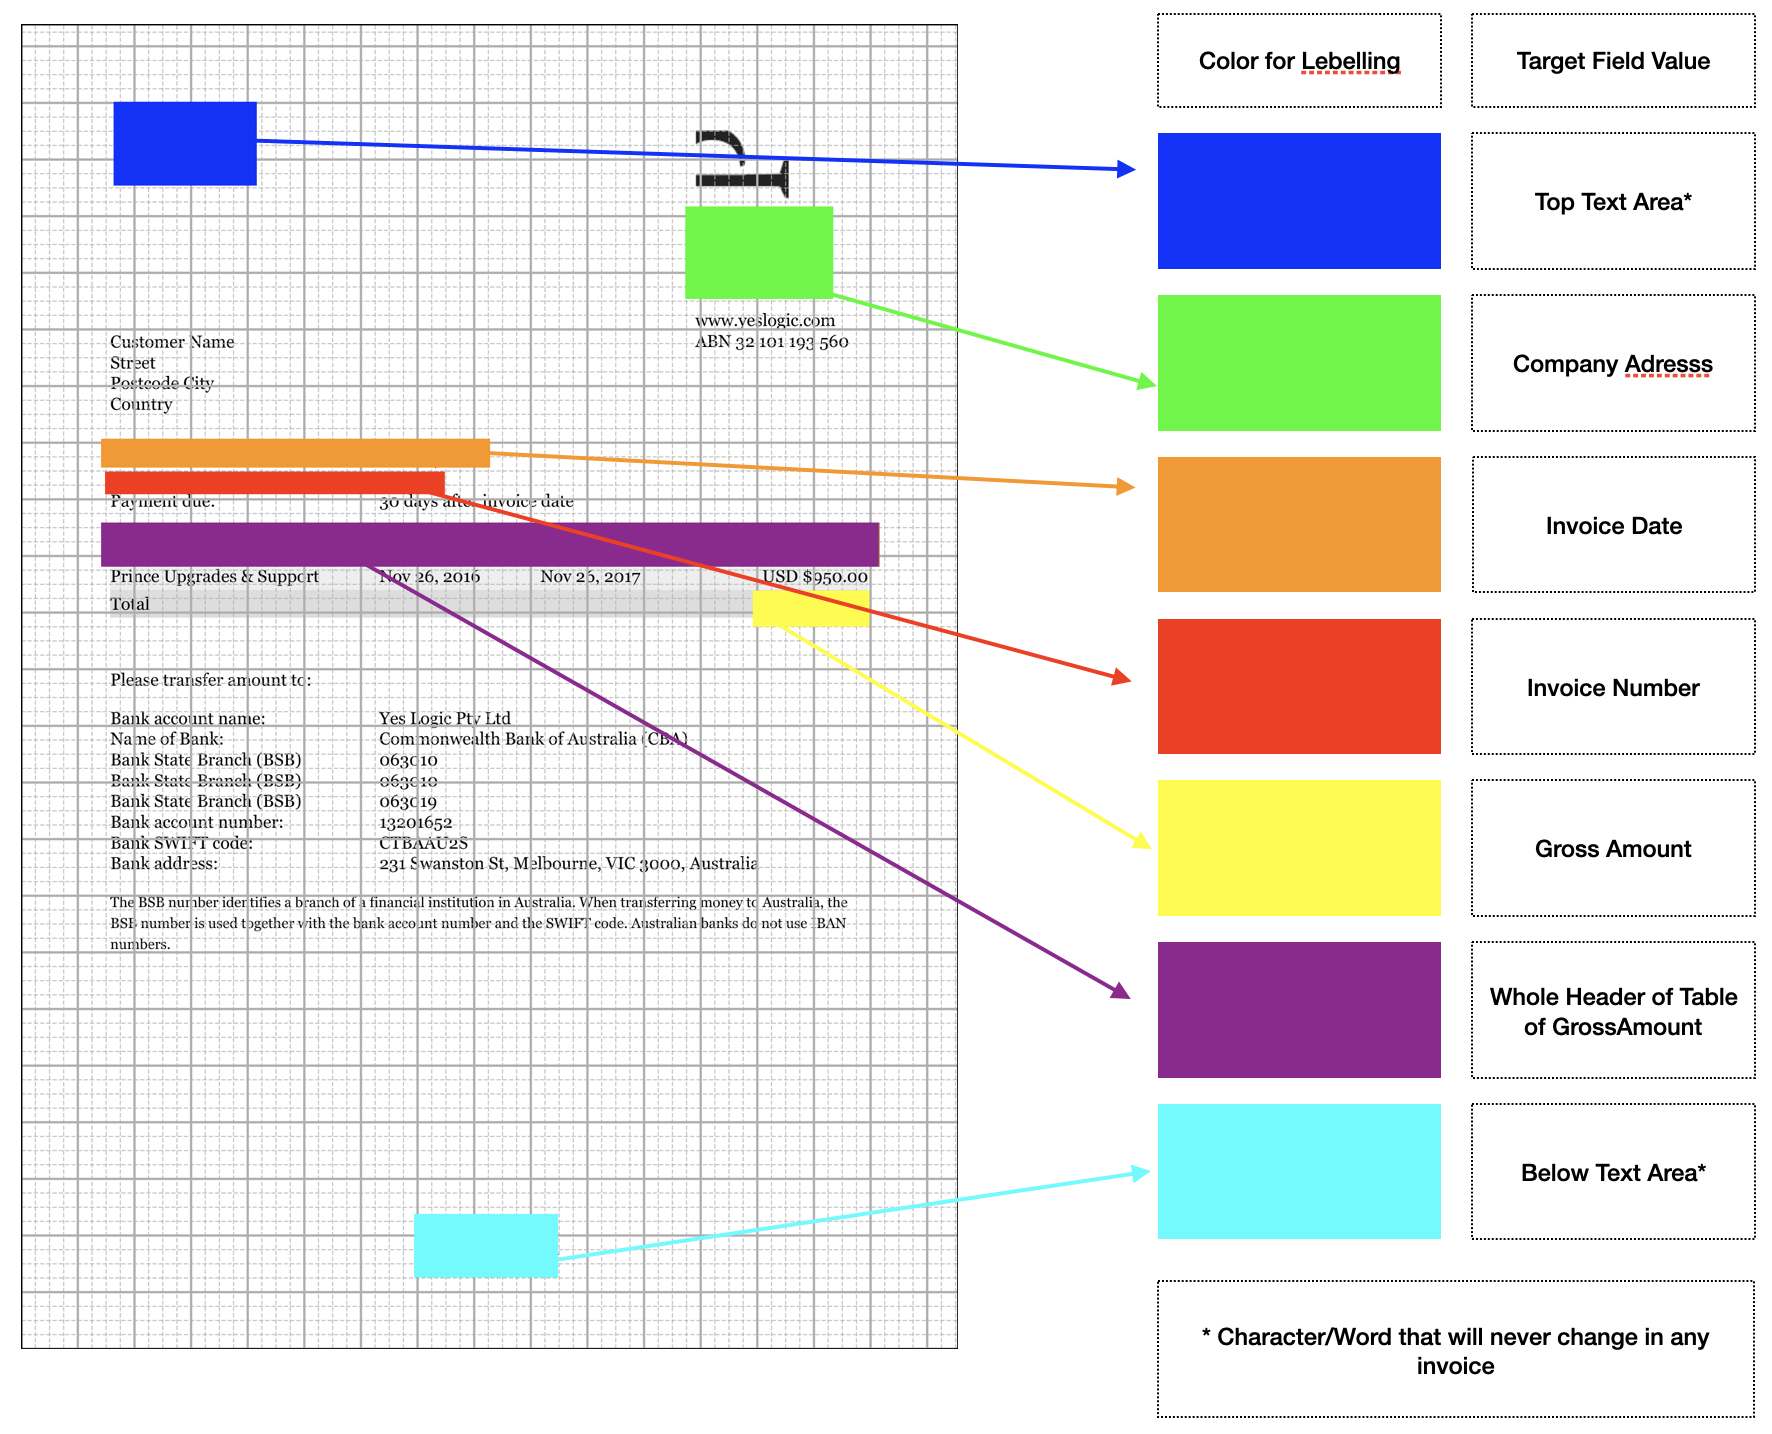 www.yeslogic.com
ABN 32 101 193 560
Customer Name
Street
Postcode City
Country
Payment due: 30 days after invoice date
Prince Upgrades & Support Nov 26, 2016 Nov 26, 2017 USD $950.00
Total
Please transfer amount to:
Bank account name: Yes Logic Pty Ltd
Name of Bank: Commonwealth Bank of Australia (CBA)
Bank State Branch (BSB) 063010
Bank State Branch (BSB) 063010
Bank State Branch (BSB) 063019
Bank account number: 13201652
Bank SWIFT code: CTBAAU2S
Bank address: 231 Swanston St, Melbourne, VIC 3000, Australia
The BSB number identifies a branch of a financial institution in Australia. When transferring money to Australia, the
BSB number is used together with the bank account number and the SWIFT code. Australian banks do not use IBAN
numbers.
Color for Lebelling
Target Field Value
Top Text Area*
Company Adresss
Invoice Date
Invoice Number
Gross Amount
Whole Header of Table
of GrossAmount
Below Text Area*
* Character/Word that will never change in any
invoice